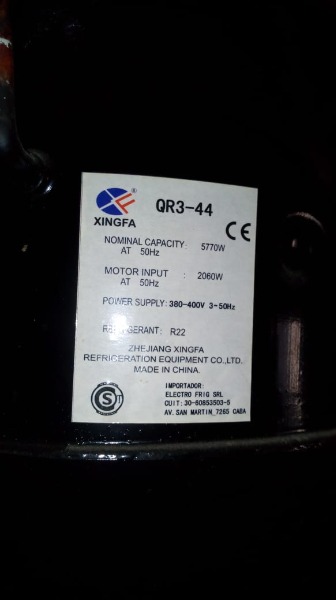 XINGFA
®
QR3-44
CE
NOMINAL CAPACITY: 5770W
AT 50Hz
MOTOR INPUT : 2060W
AT 50Hz
POWER SUPPLY: 380-400V 3-50Hz
REFRIGERANT: R22
ZHEJIANG XINGFA
REFRIGERATION EQUIPMENT CO.,LTD.
MADE IN CHINA.
IMPORTADOR:
ELECTRO FRIG SRL
CUIT: 30-60853503-5
AV. SAN MARTIN_7265 CABA